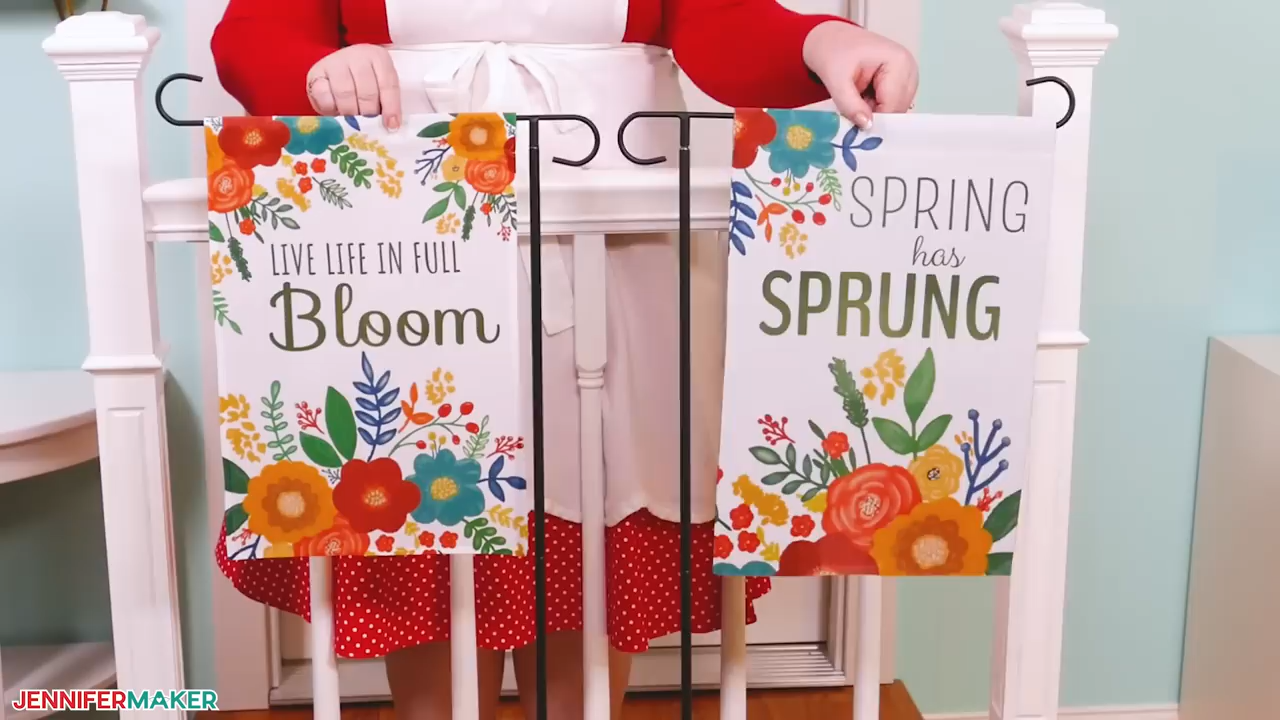 LIVE LIFE IN FULL
Bloom
SPRING
has
SPRUNG
JENNIFERMAKER